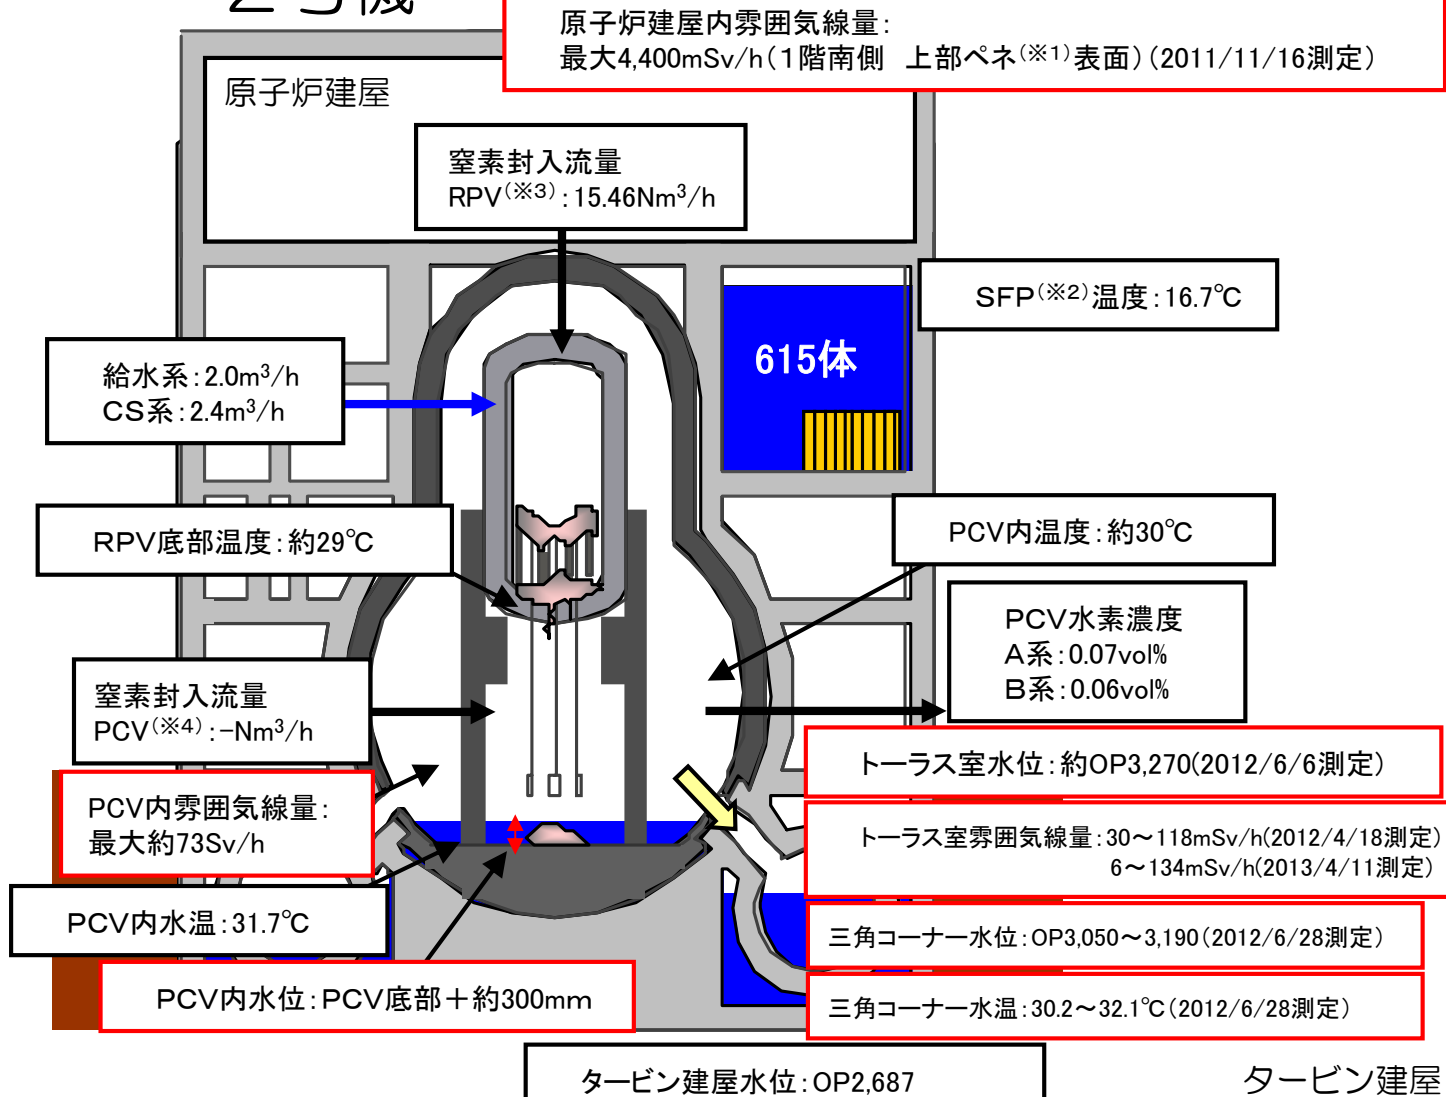 ２号機
原子炉建屋内雰囲気線量：
最大4,400mSv/h（１階南側　上部ペネ(※1)表面）（2011/11/16測定）
原子炉建屋
窒素封入流量
RPV(※3)：15.46Nm³/h
SFP(※2)温度：16.7℃
615体
給水系：2.0m³/h
CS系：2.4m³/h
RPV底部温度：約29℃
PCV内温度：約30℃
PCV水素濃度
A系：0.07vol%
B系：0.06vol%
窒素封入流量
PCV(※4)：-Nm³/h
トーラス室水位：約OP3,270(2012/6/6測定)
PCV内雰囲気線量：
最大約73Sv/h
トーラス室雰囲気線量：30～118mSv/h(2012/4/18測定)
6～134mSv/h(2013/4/11測定)
PCV内水温：31.7℃
三角コーナー水位：OP3,050～3,190(2012/6/28測定)
PCV内水位：PCV底部＋約300mm
三角コーナー水温：30.2～32.1℃(2012/6/28測定)
タービン建屋水位：OP2,687
タービン建屋